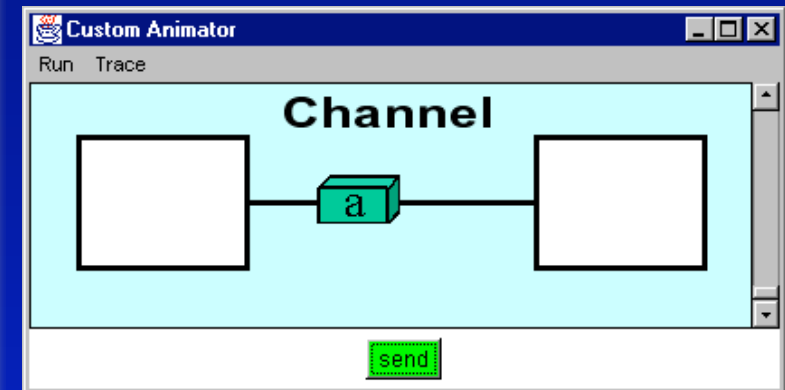 Custom Animator
Run Trace
Channel
a
send